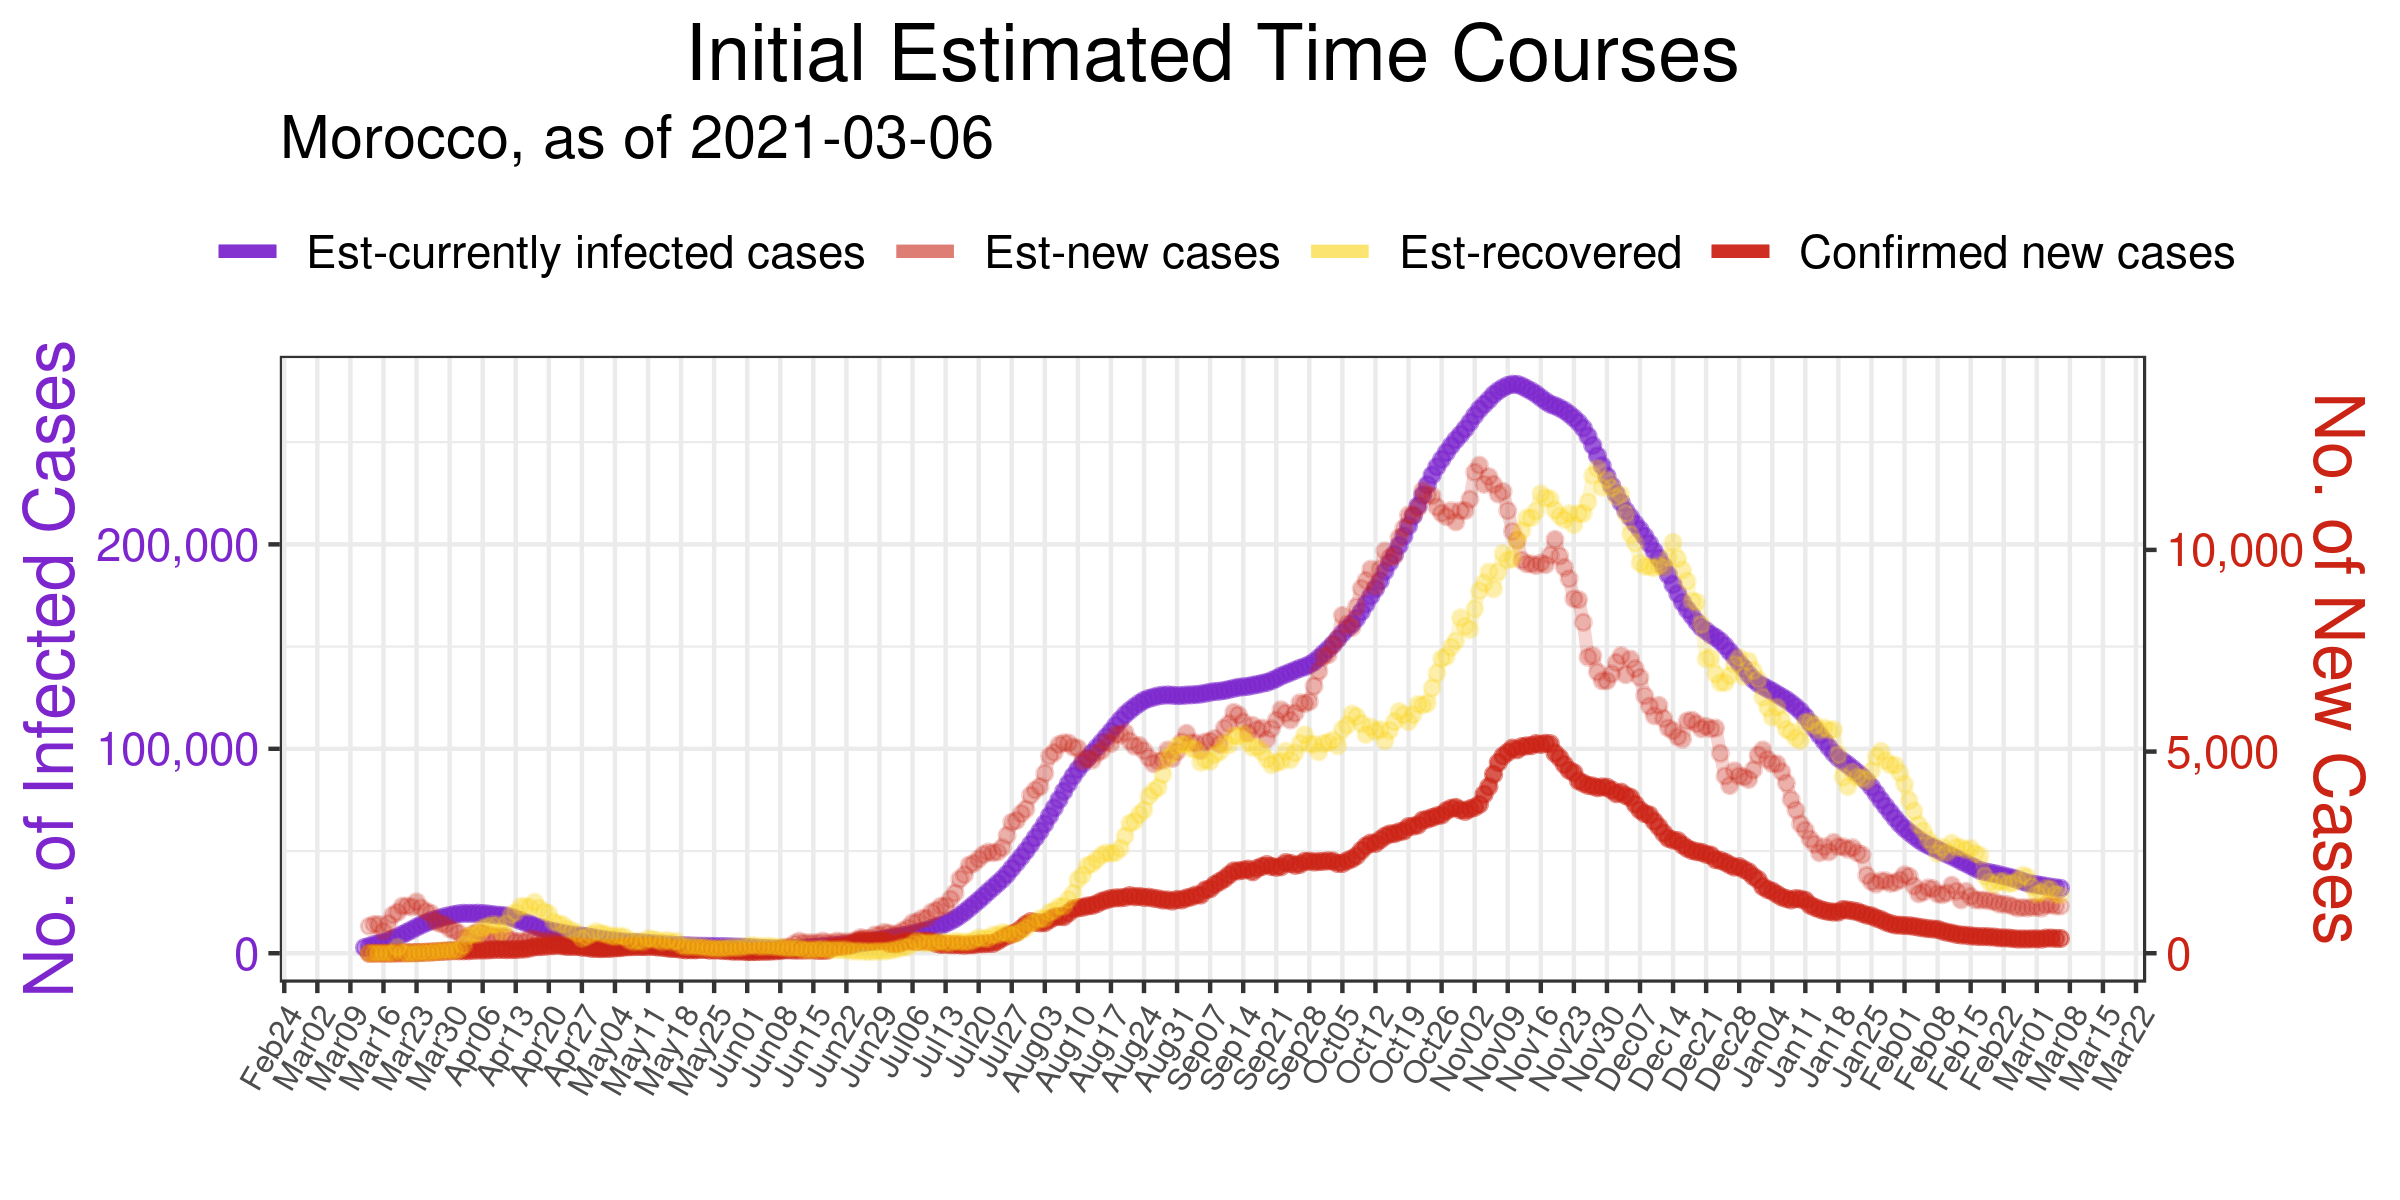 Initial Estimated Time Courses
Morocco, as of 2021-03-06
Est-currently infected cases Est-new cases Est-recovered Confirmed new cases
No. of Infected Cases
200,000
100,000
0
10,000
5,000
0
No. of New Cases
Feb24 Mar02 Mar09 Mar16 Mar23 Mar30 Apr06 Apr13 Apr20 Apr27 May04 May11 May18 May25 Jun01 Jun08 Jun15 Jun22 Jun29 Jul06 Jul13 Jul20 Jul27 Aug03 Aug10 Aug17 Aug24 Aug31 Sep07 Sep14 Sep21 Sep28 Oct05 Oct12 Oct19 Oct26 Nov02 Nov09 Nov16 Nov23 Nov30 Dec07 Dec14 Dec21 Dec28 Jan04 Jan11 Jan18 Jan25 Feb01 Feb08 Feb15 Feb22 Mar01 Mar08 Mar15 Mar22